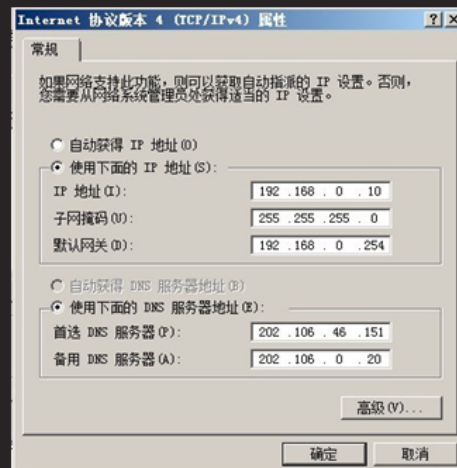 Internet 协议版本 4 (TCP/IPv4) 属性
常规
如果网络支持此功能，则可以获取自动指派的 IP 设置。否则，
您需要从网络系统管理员处获得适当的 IP 设置。
自动获得 IP 地址(O)
使用下面的 IP 地址(S):
IP 地址(I): 192 .168 . 0 . 10
子网掩码(U): 255 .255 .255 . 0
默认网关(D): 192 .168 . 0 .254
自动获得 DNS 服务器地址(B)
使用下面的 DNS 服务器地址(E):
首选 DNS 服务器(P): 202 .106 . 46 .151
备用 DNS 服务器(A): 202 .106 . 0 . 20
高级(V)...
确定 取消